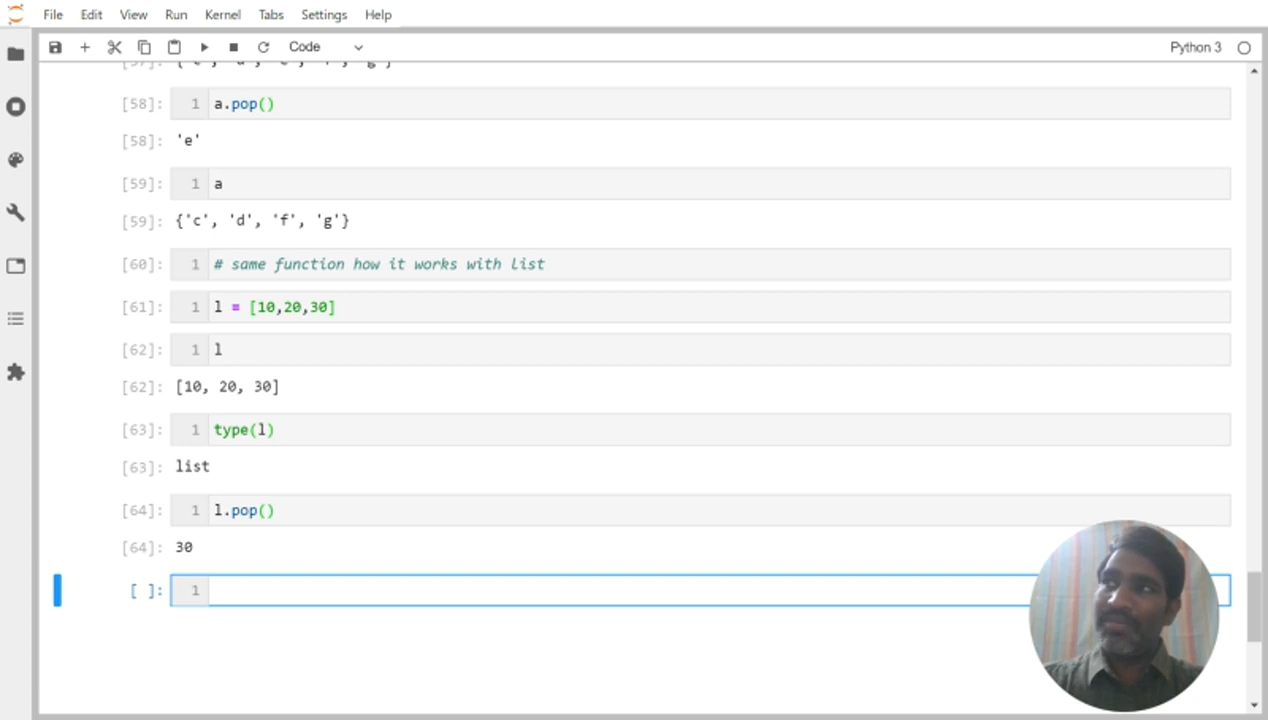 File Edit View Run Kernel Tabs Settings Help
Code Python 3
[58]: 1 a.pop()
[58]: 'e'
[59]: 1 a
[59]: {'c', 'd', 'f', 'g'}
[60]: 1 # same function how it works with list
[61]: 1 l = [10,20,30]
[62]: 1 l
[62]: [10, 20, 30]
[63]: 1 type(l)
[63]: list
[64]: 1 l.pop()
[64]: 30
[ ]: 1